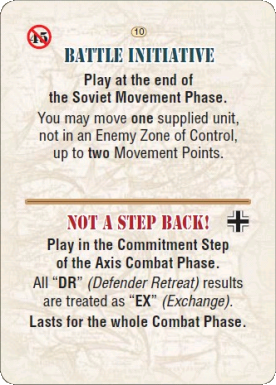 45
10
BATTLE INITIATIVE
Play at the end of
the Soviet Movement Phase.
You may move one supplied unit,
not in an Enemy Zone of Control,
up to two Movement Points.
NOT A STEP BACK!
Play in the Commitment Step
of the Axis Combat Phase.
All “DR” (Defender Retreat) results
are treated as “EX” (Exchange).
Lasts for the whole Combat Phase.